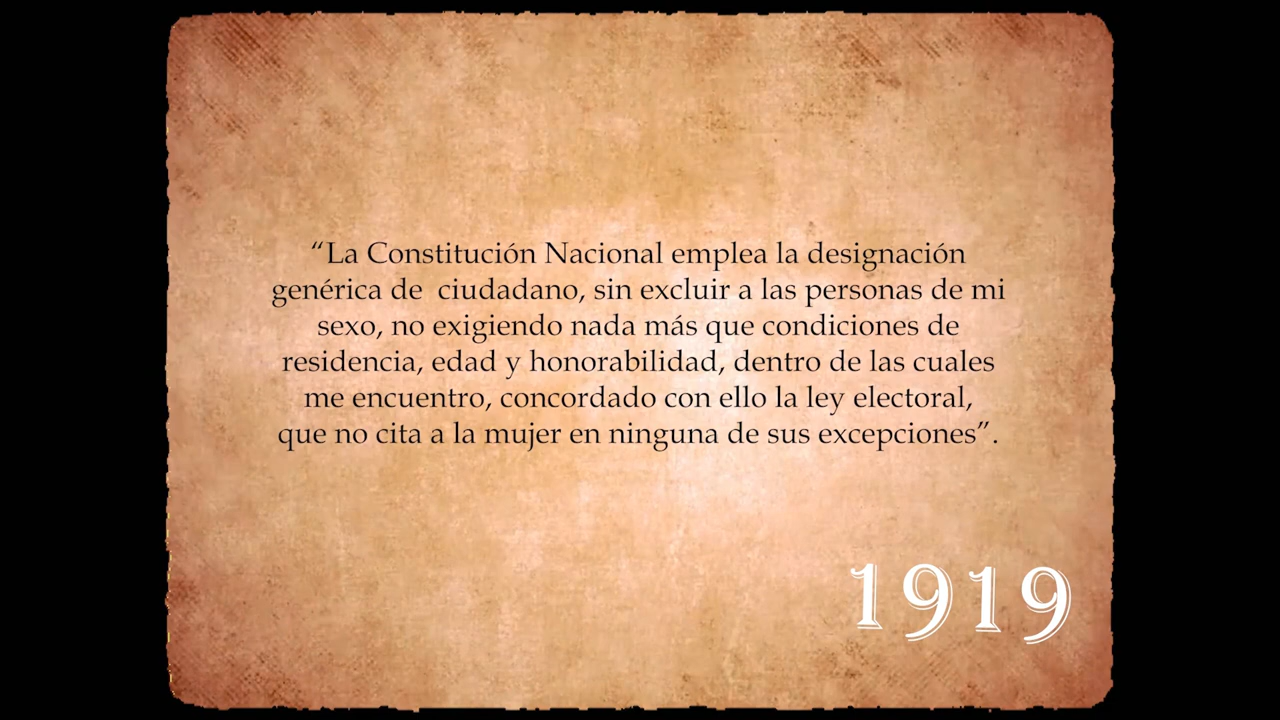 “La Constitución Nacional emplea la designación
genérica de  ciudadano, sin excluir a las personas de mi
sexo, no exigiendo nada más que condiciones de
residencia, edad y honorabilidad, dentro de las cuales
me encuentro, concordado con ello la ley electoral,
que no cita a la mujer en ninguna de sus excepciones”.
1919